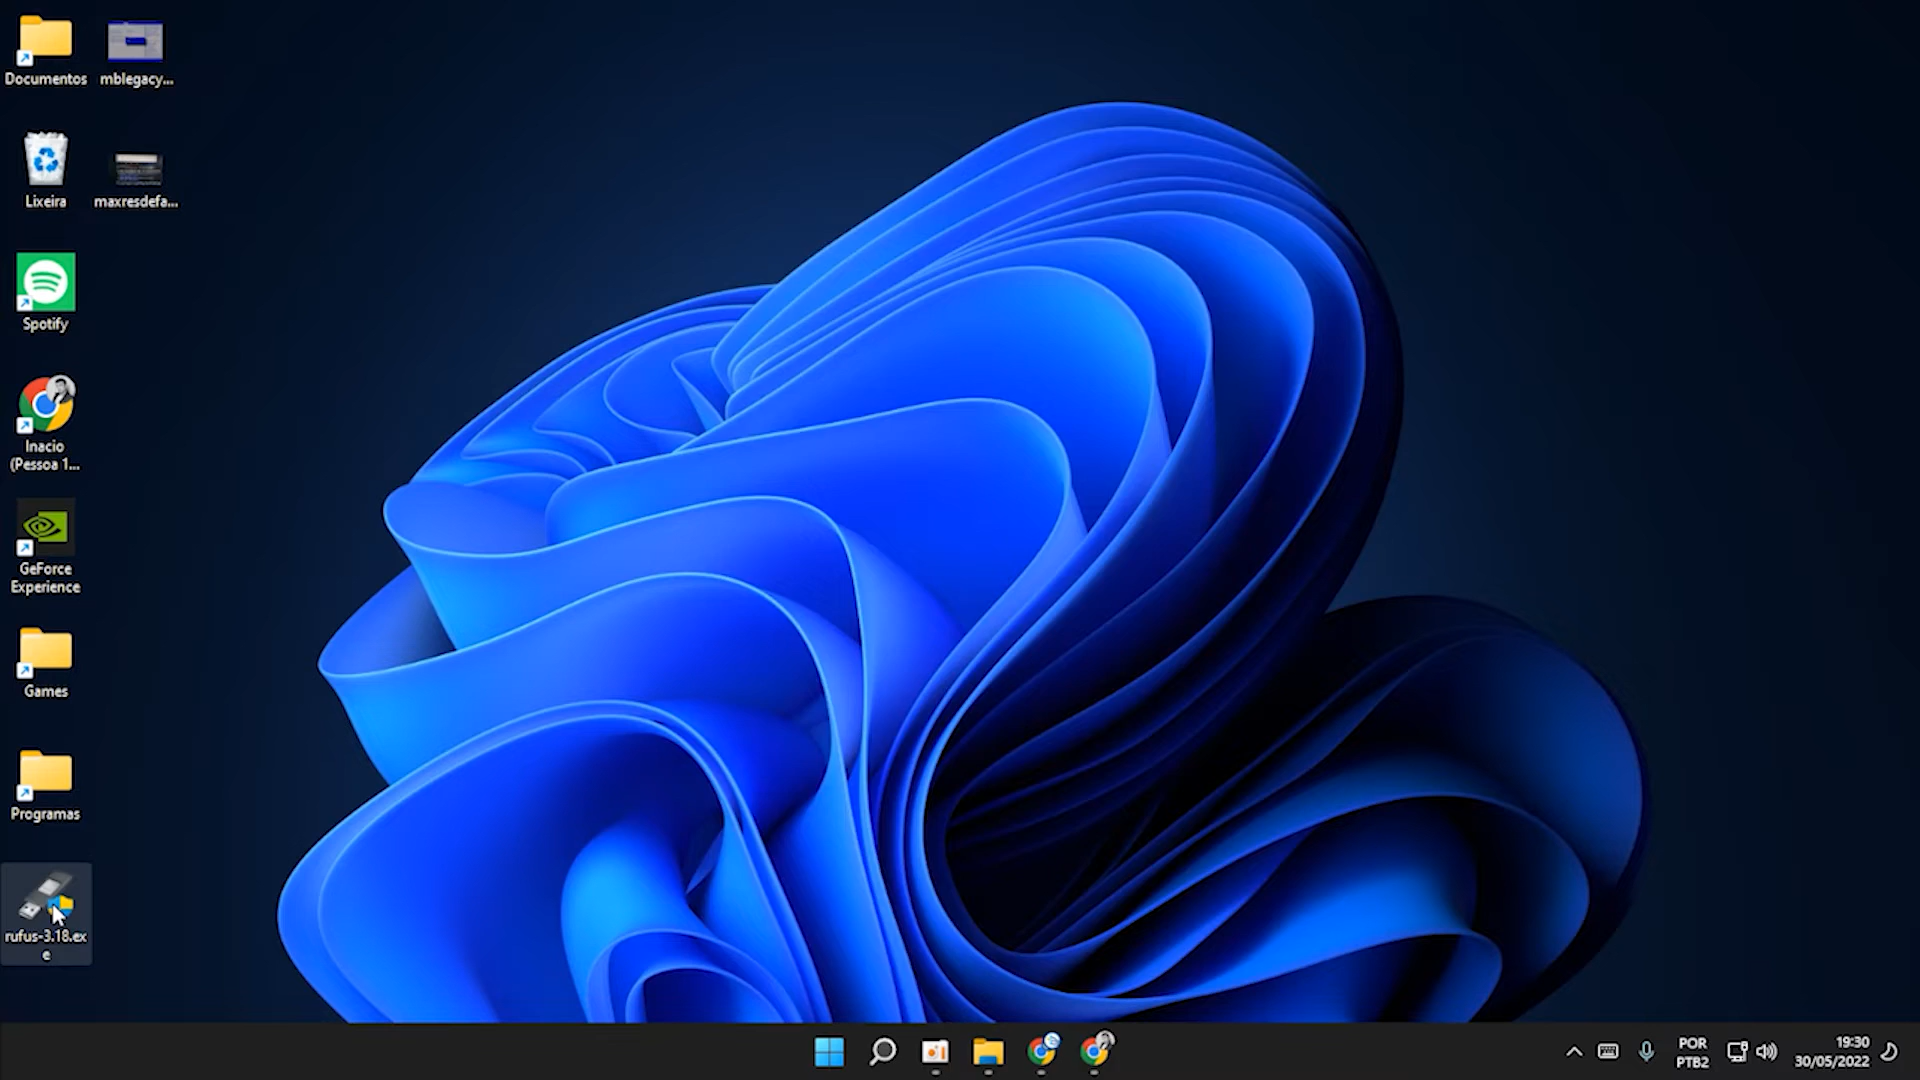 Documentos
mblegacy...
Lixeira
maxresdefa...
Spotify
Inacio
(Pessoa 1...
GeForce
Experience
Games
Programas
rufus-3.18.ex
e
POR
PTB2
19:30
30/05/2022